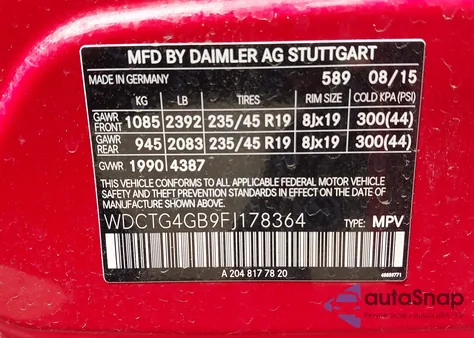 MFD BY DAIMLER AG STUTTGART
MADE IN GERMANY 589 08/15
KG LB TIRES RIM SIZE COLD KPA (PSI)
GAWR FRONT 1085 2392 235/45 R19 8Jx19 300(44)
GAWR REAR 945 2083 235/45 R19 8Jx19 300(44)
GVWR 1990 4387
THIS VEHICLE CONFORMS TO ALL APPLICABLE U.S. FEDERAL MOTOR VEHICLE
SAFETY AND THEFT PREVENTION STANDARDS IN EFFECT ON THE DATE
OF MANUFACTURE SHOWN ABOVE.
WDCTG4GB9FJ178364 TYPE: MPV
A 204 817 78 20
autoSnap